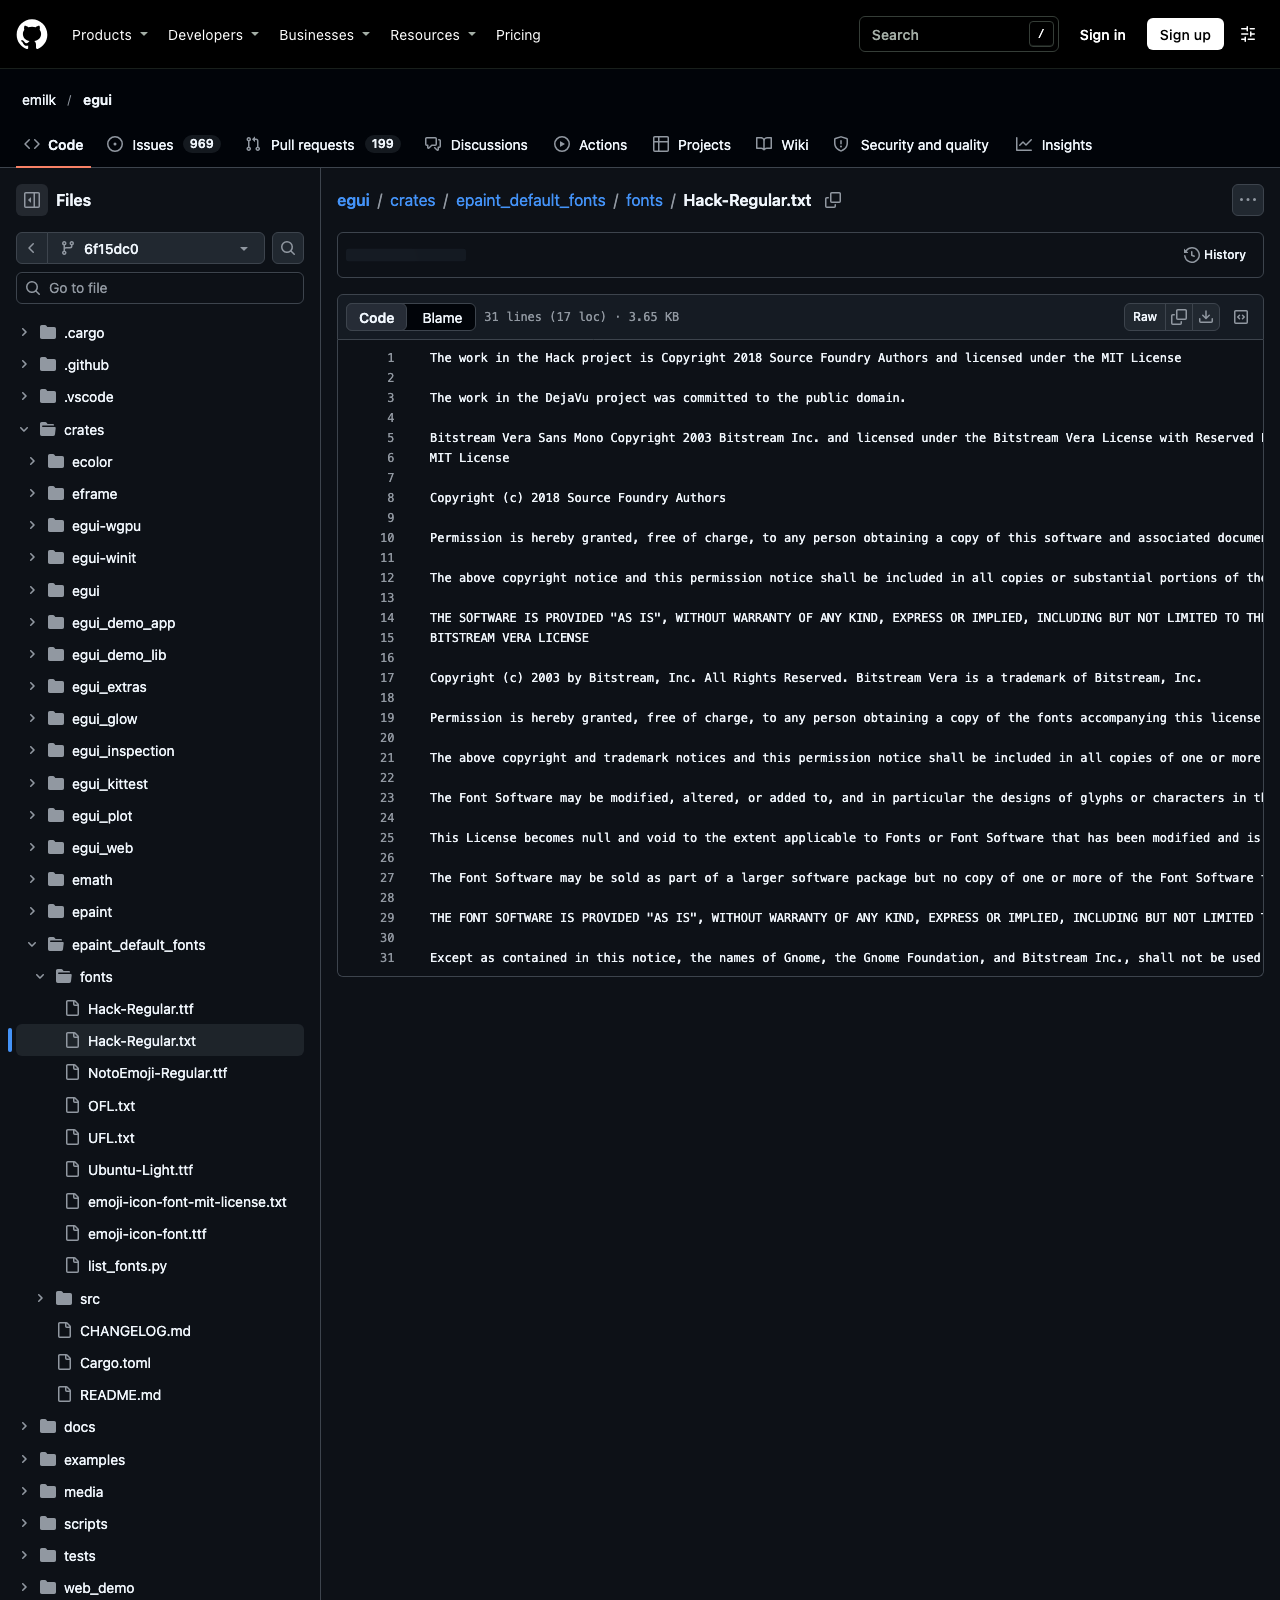 Products Developers Businesses Resources Pricing Search / Sign in Sign up
emilk / egui
Code Issues 969 Pull requests 199 Discussions Actions Projects Wiki Security and quality Insights
Files
6f15dc0
Go to file
.cargo
.github
.vscode
crates
ecolor
eframe
egui-wgpu
egui-winit
egui
egui_demo_app
egui_demo_lib
egui_extras
egui_glow
egui_inspection
egui_kittest
egui_plot
egui_web
emath
epaint
epaint_default_fonts
fonts
Hack-Regular.ttf
Hack-Regular.txt
NotoEmoji-Regular.ttf
OFL.txt
UFL.txt
Ubuntu-Light.ttf
emoji-icon-font-mit-license.txt
emoji-icon-font.ttf
list_fonts.py
src
CHANGELOG.md
Cargo.toml
README.md
docs
examples
media
scripts
tests
web_demo
egui / crates / epaint_default_fonts / fonts / Hack-Regular.txt
History
Code Blame 31 lines (17 loc) · 3.65 KB Raw
1 The work in the Hack project is Copyright 2018 Source Foundry Authors and licensed under the MIT License
2
3 The work in the DejaVu project was committed to the public domain.
4
5 Bitstream Vera Sans Mono Copyright 2003 Bitstream Inc. and licensed under the Bitstream Vera License with Reserved
6 MIT License
7
8 Copyright (c) 2018 Source Foundry Authors
9
10 Permission is hereby granted, free of charge, to any person obtaining a copy of this software and associated documen
11
12 The above copyright notice and this permission notice shall be included in all copies or substantial portions of the
13
14 THE SOFTWARE IS PROVIDED "AS IS", WITHOUT WARRANTY OF ANY KIND, EXPRESS OR IMPLIED, INCLUDING BUT NOT LIMITED TO THE
15 BITSTREAM VERA LICENSE
16
17 Copyright (c) 2003 by Bitstream, Inc. All Rights Reserved. Bitstream Vera is a trademark of Bitstream, Inc.
18
19 Permission is hereby granted, free of charge, to any person obtaining a copy of the fonts accompanying this license
20
21 The above copyright and trademark notices and this permission notice shall be included in all copies of one or more
22
23 The Font Software may be modified, altered, or added to, and in particular the designs of glyphs or characters in th
24
25 This License becomes null and void to the extent applicable to Fonts or Font Software that has been modified and is
26
27 The Font Software may be sold as part of a larger software package but no copy of one or more of the Font Software
28
29 THE FONT SOFTWARE IS PROVIDED "AS IS", WITHOUT WARRANTY OF ANY KIND, EXPRESS OR IMPLIED, INCLUDING BUT NOT LIMITED
30
31 Except as contained in this notice, the names of Gnome, the Gnome Foundation, and Bitstream Inc., shall not be used